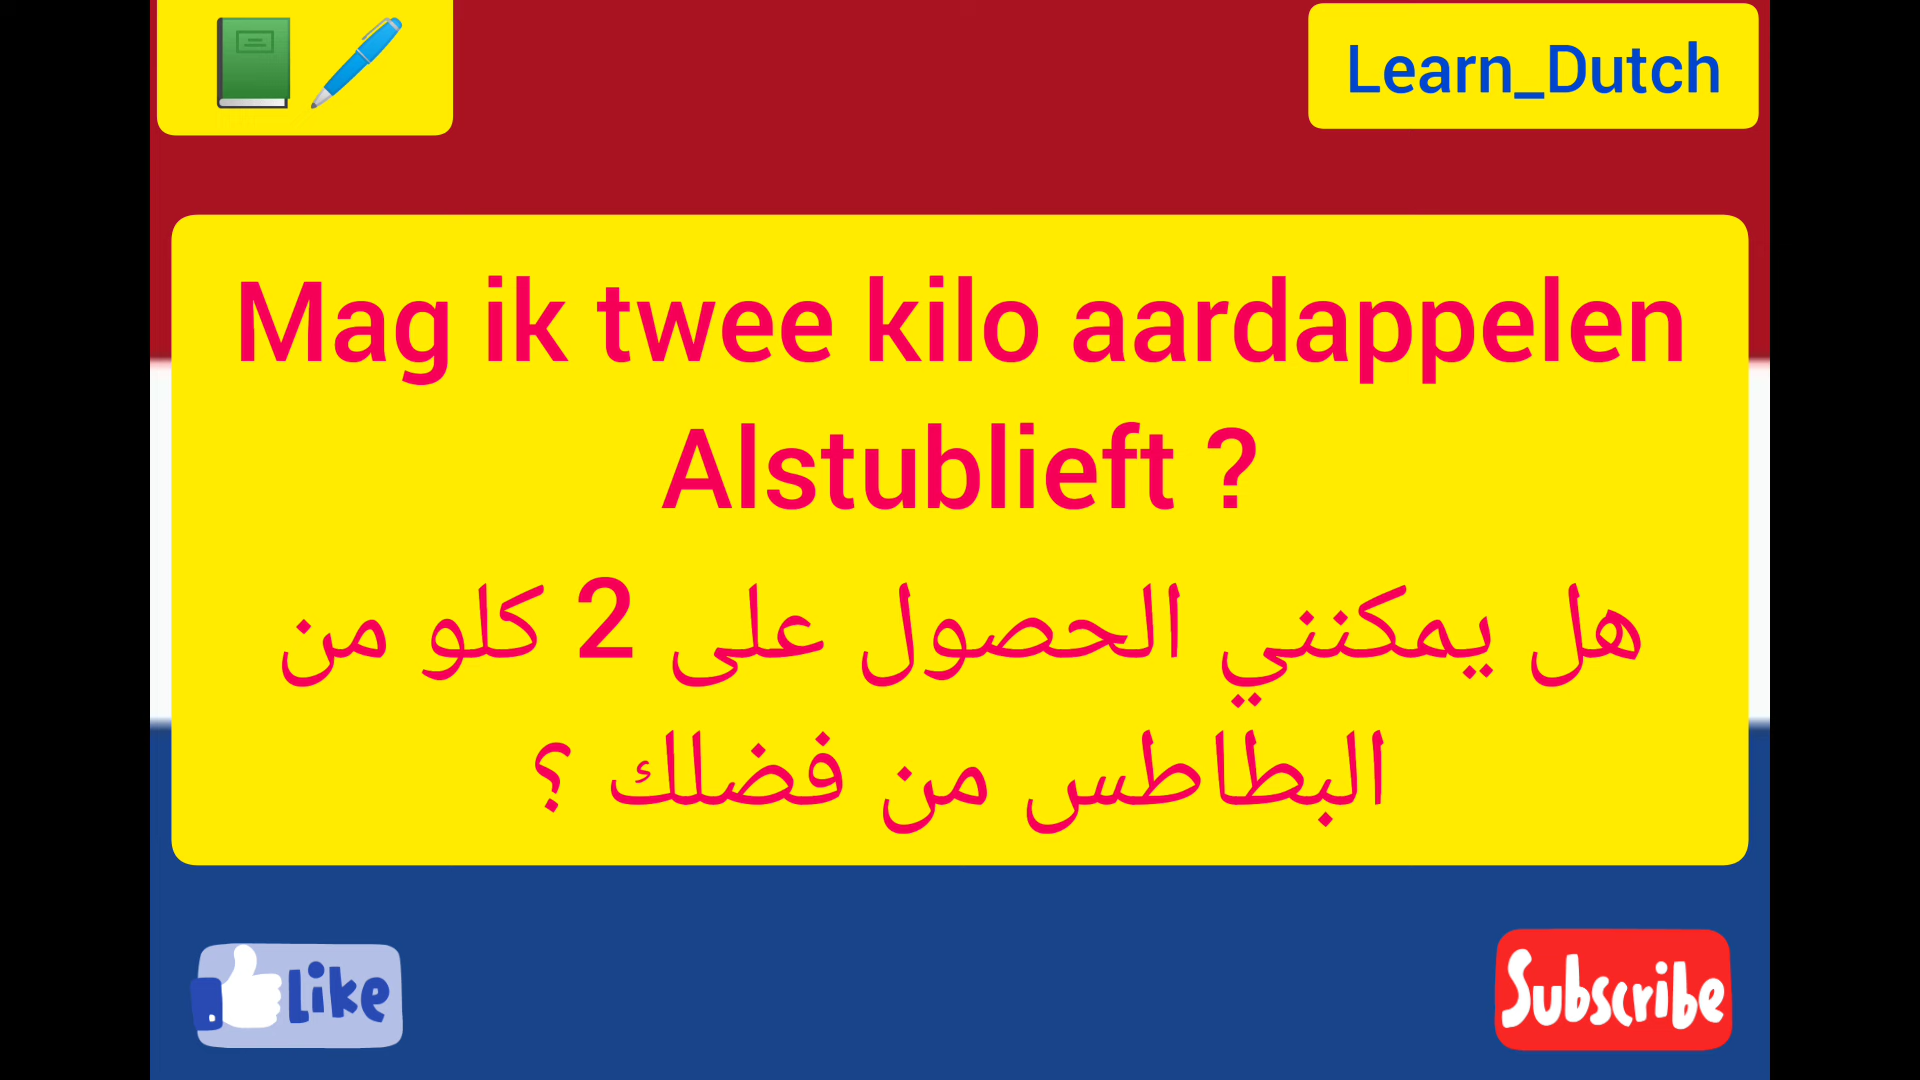 Learn_Dutch
Mag ik twee kilo aardappelen
Alstublieft ?
هل يمكنني الحصول على 2 كلو من
البطاطس من فضلك ؟
Like
Subscribe